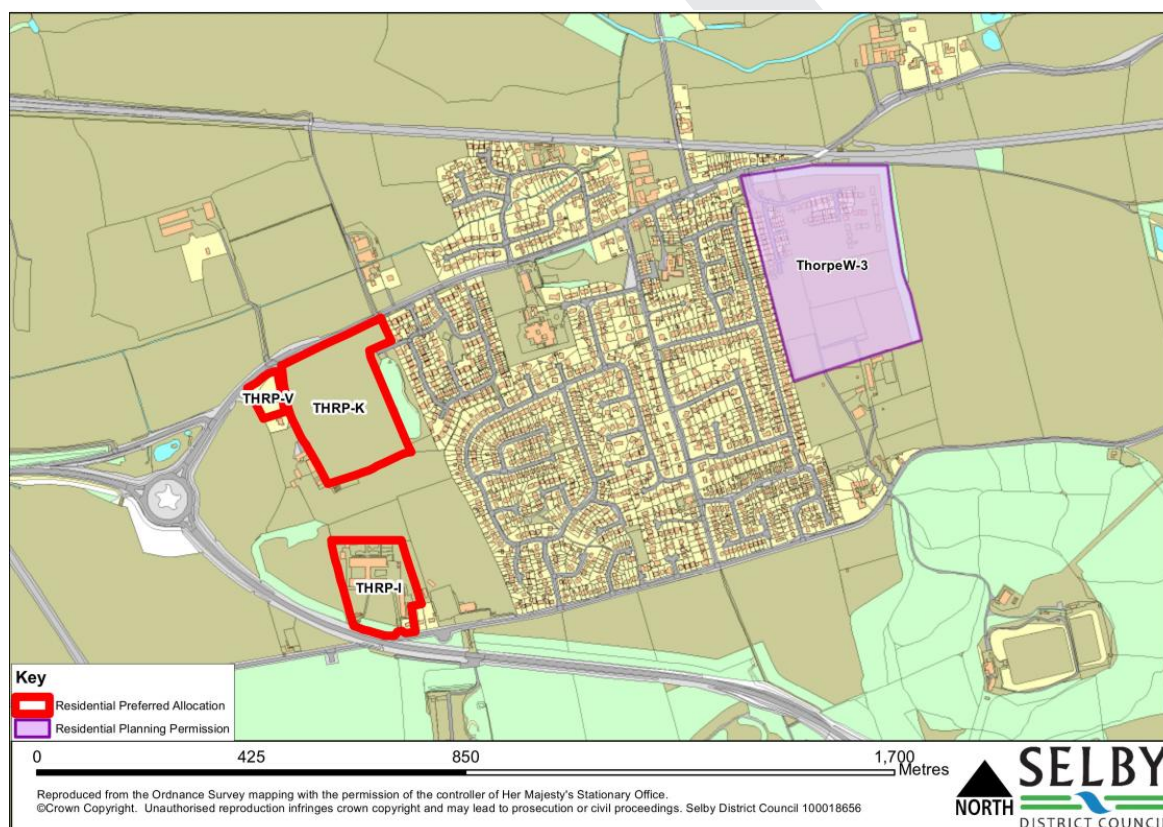 ThorpeW-3
THRP-V
THRP-K
THRP-I
Key
Residential Preferred Allocation
Residential Planning Permission
0 425 850 1,700
Metres
Reproduced from the Ordnance Survey mapping with the permission of the controller of Her Majesty's Stationary Office.
©Crown Copyright. Unauthorised reproduction infringes crown copyright and may lead to prosecution or civil proceedings. Selby District Council 100018656
NORTH
SELBY
DISTRICT COUNCIL